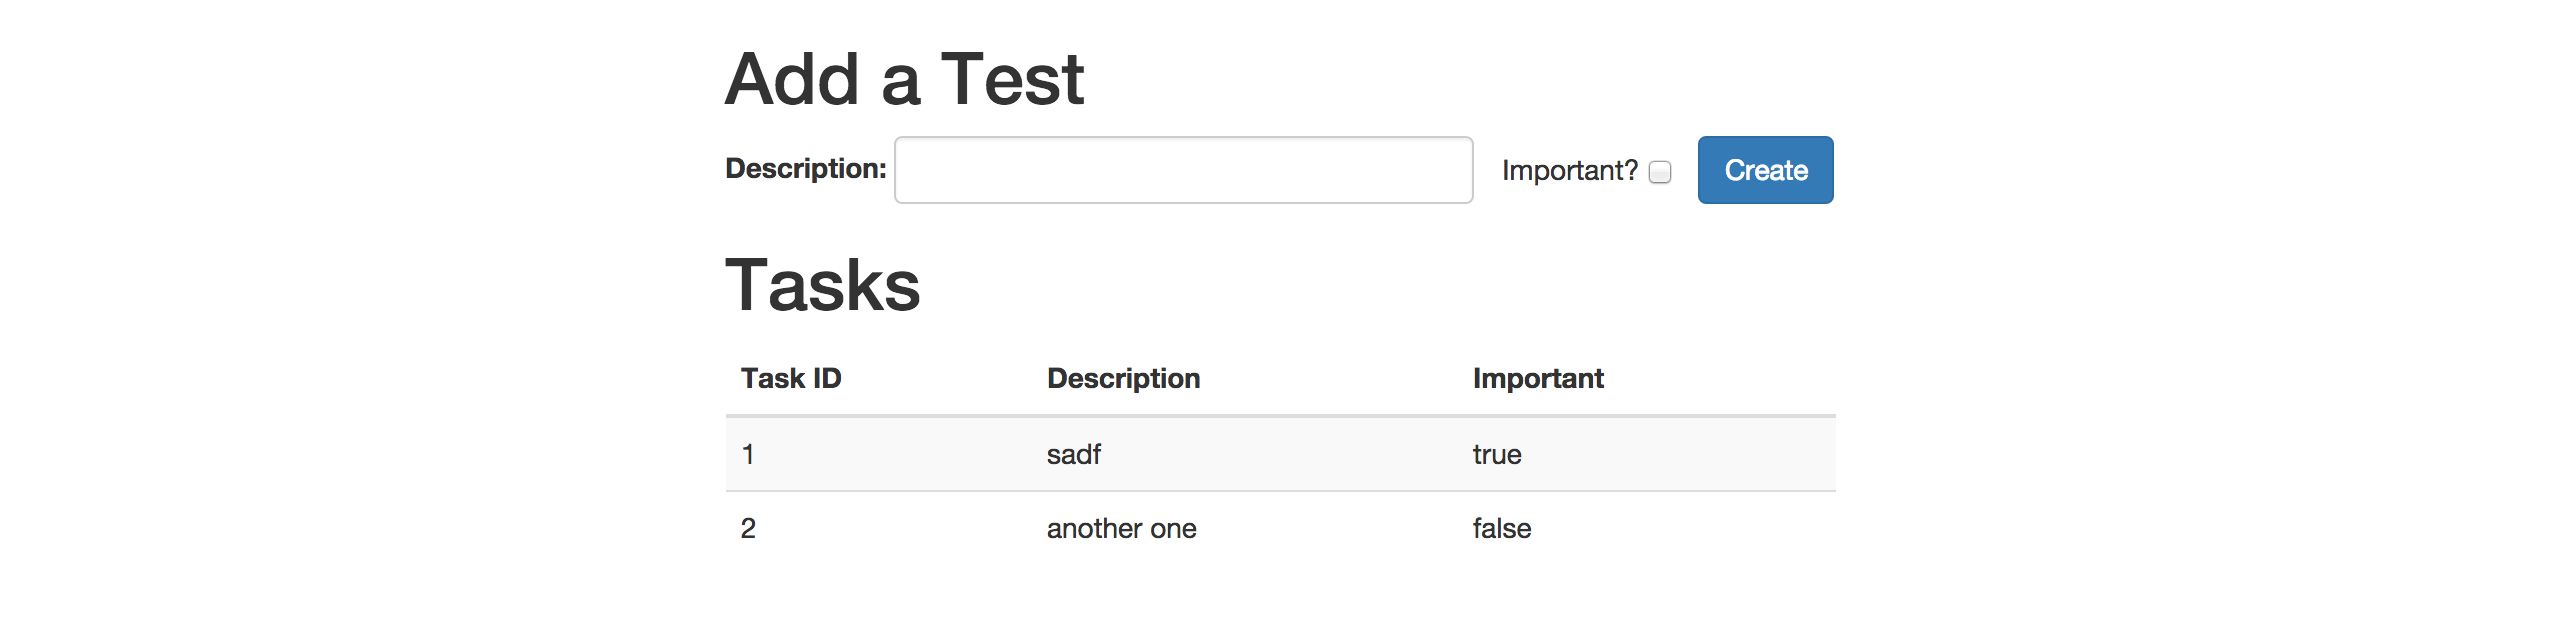 Add a Test
Description: Important? Create
Tasks
Task ID Description Important
1 sadf true
2 another one false